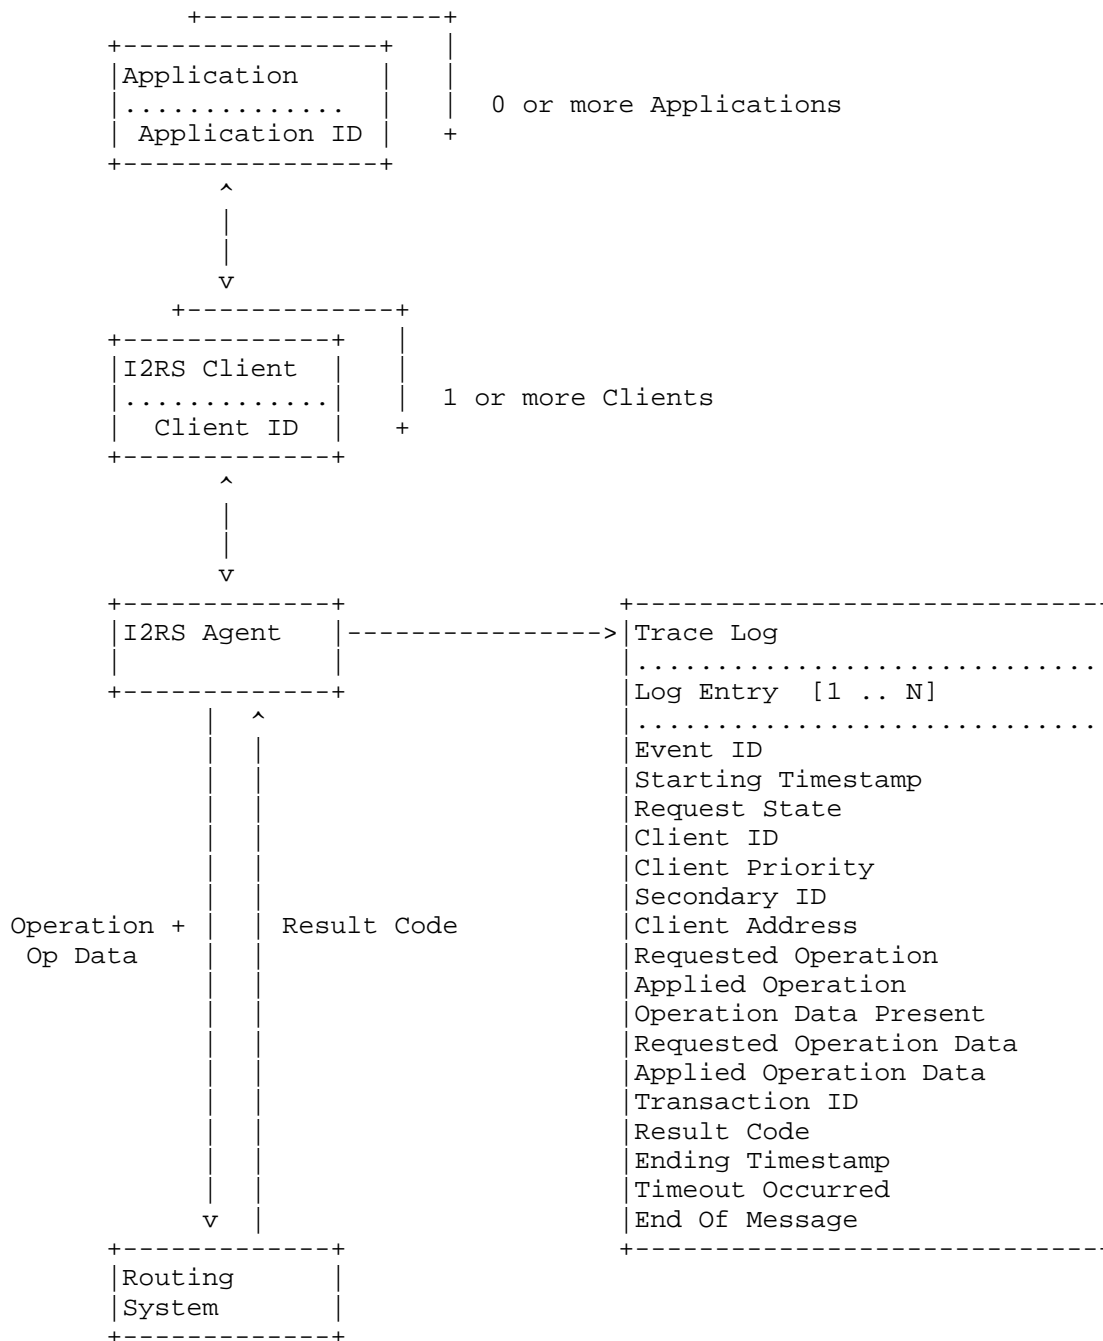 Application
..............
0 or more Applications
Application ID
I2RS Client
.............
1 or more Clients
Client ID
I2RS Agent
Trace Log
.............................
Log Entry [1 .. N]
.............................
Event ID
Starting Timestamp
Request State
Client ID
Client Priority
Secondary ID
Operation +
Op Data
Result Code
Client Address
Requested Operation
Applied Operation
Operation Data Present
Requested Operation Data
Applied Operation Data
Transaction ID
Result Code
Ending Timestamp
Timeout Occurred
End Of Message
Routing
System